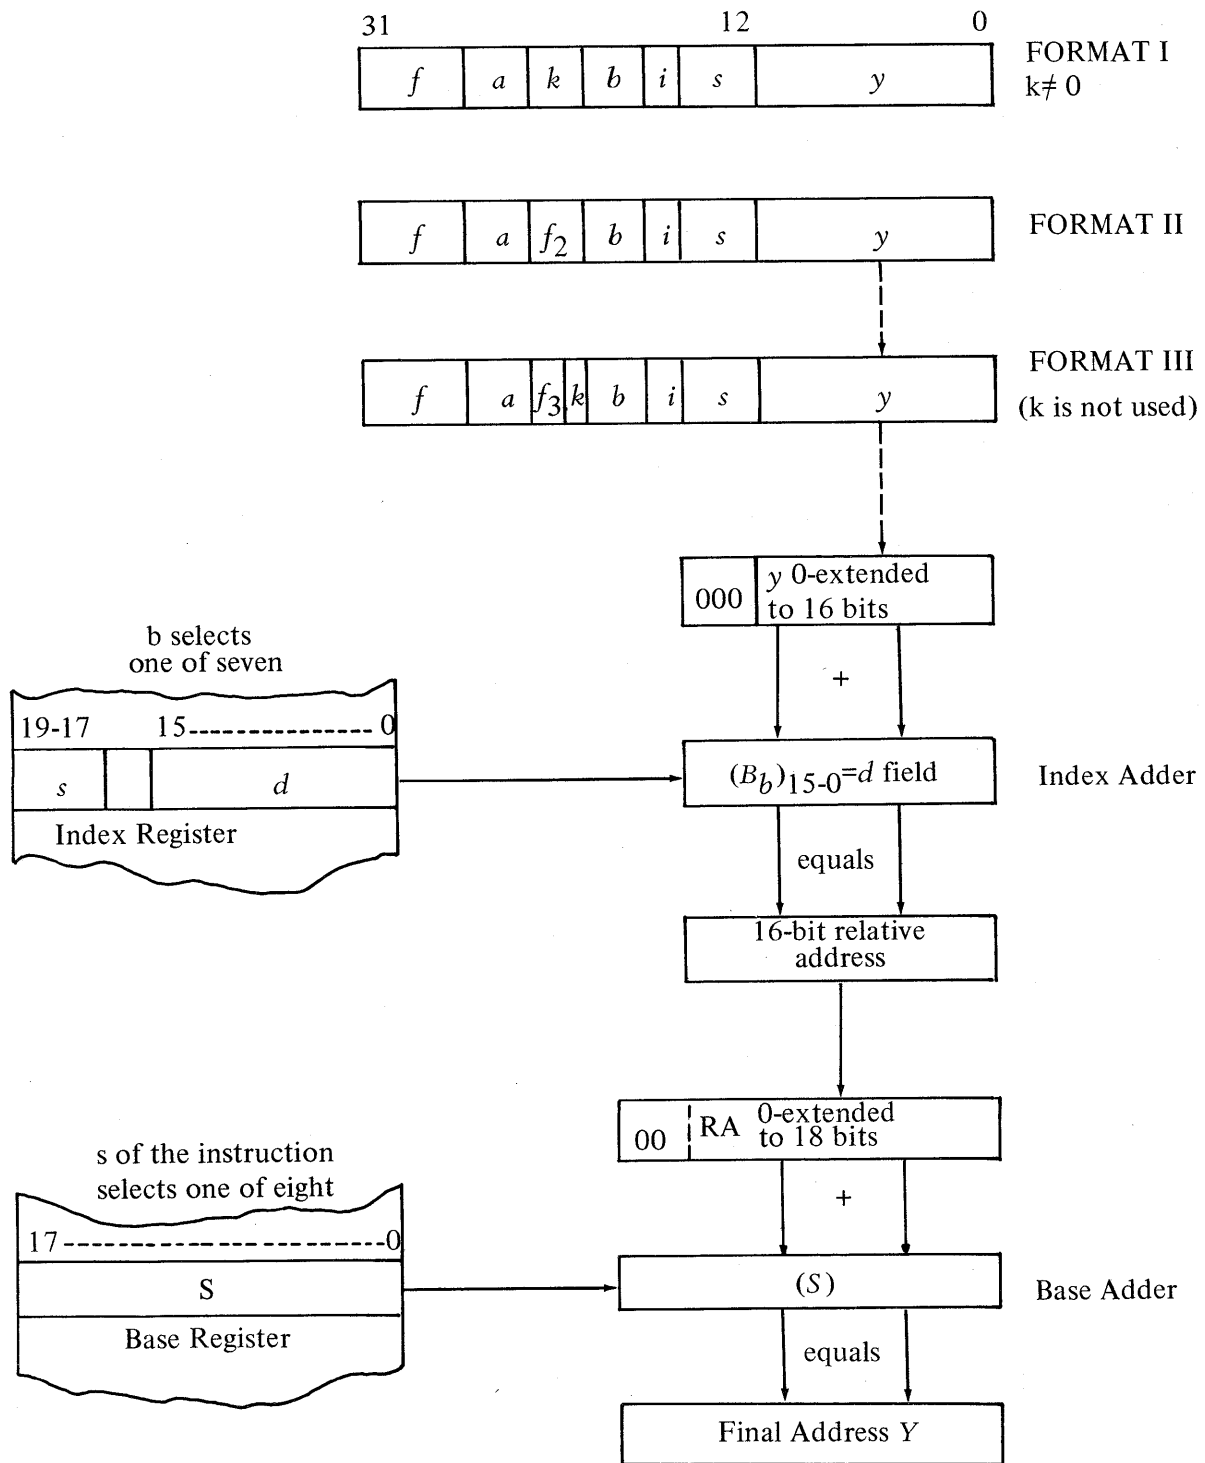 31 12 0
f a k b i s y
FORMAT I
k≠ 0
f a f2 b i s y
FORMAT II
f a f3 k b i s y
FORMAT III
(k is not used)
000
y 0-extended
to 16 bits
b selects
one of seven
+
19-17 15 0
s d
Index Register
(Bb)15-0=d field
Index Adder
equals
16-bit relative
address
00 RA 0-extended
to 18 bits
s of the instruction
selects one of eight
+
17 0
S
Base Register
(S)
Base Adder
equals
Final Address Y